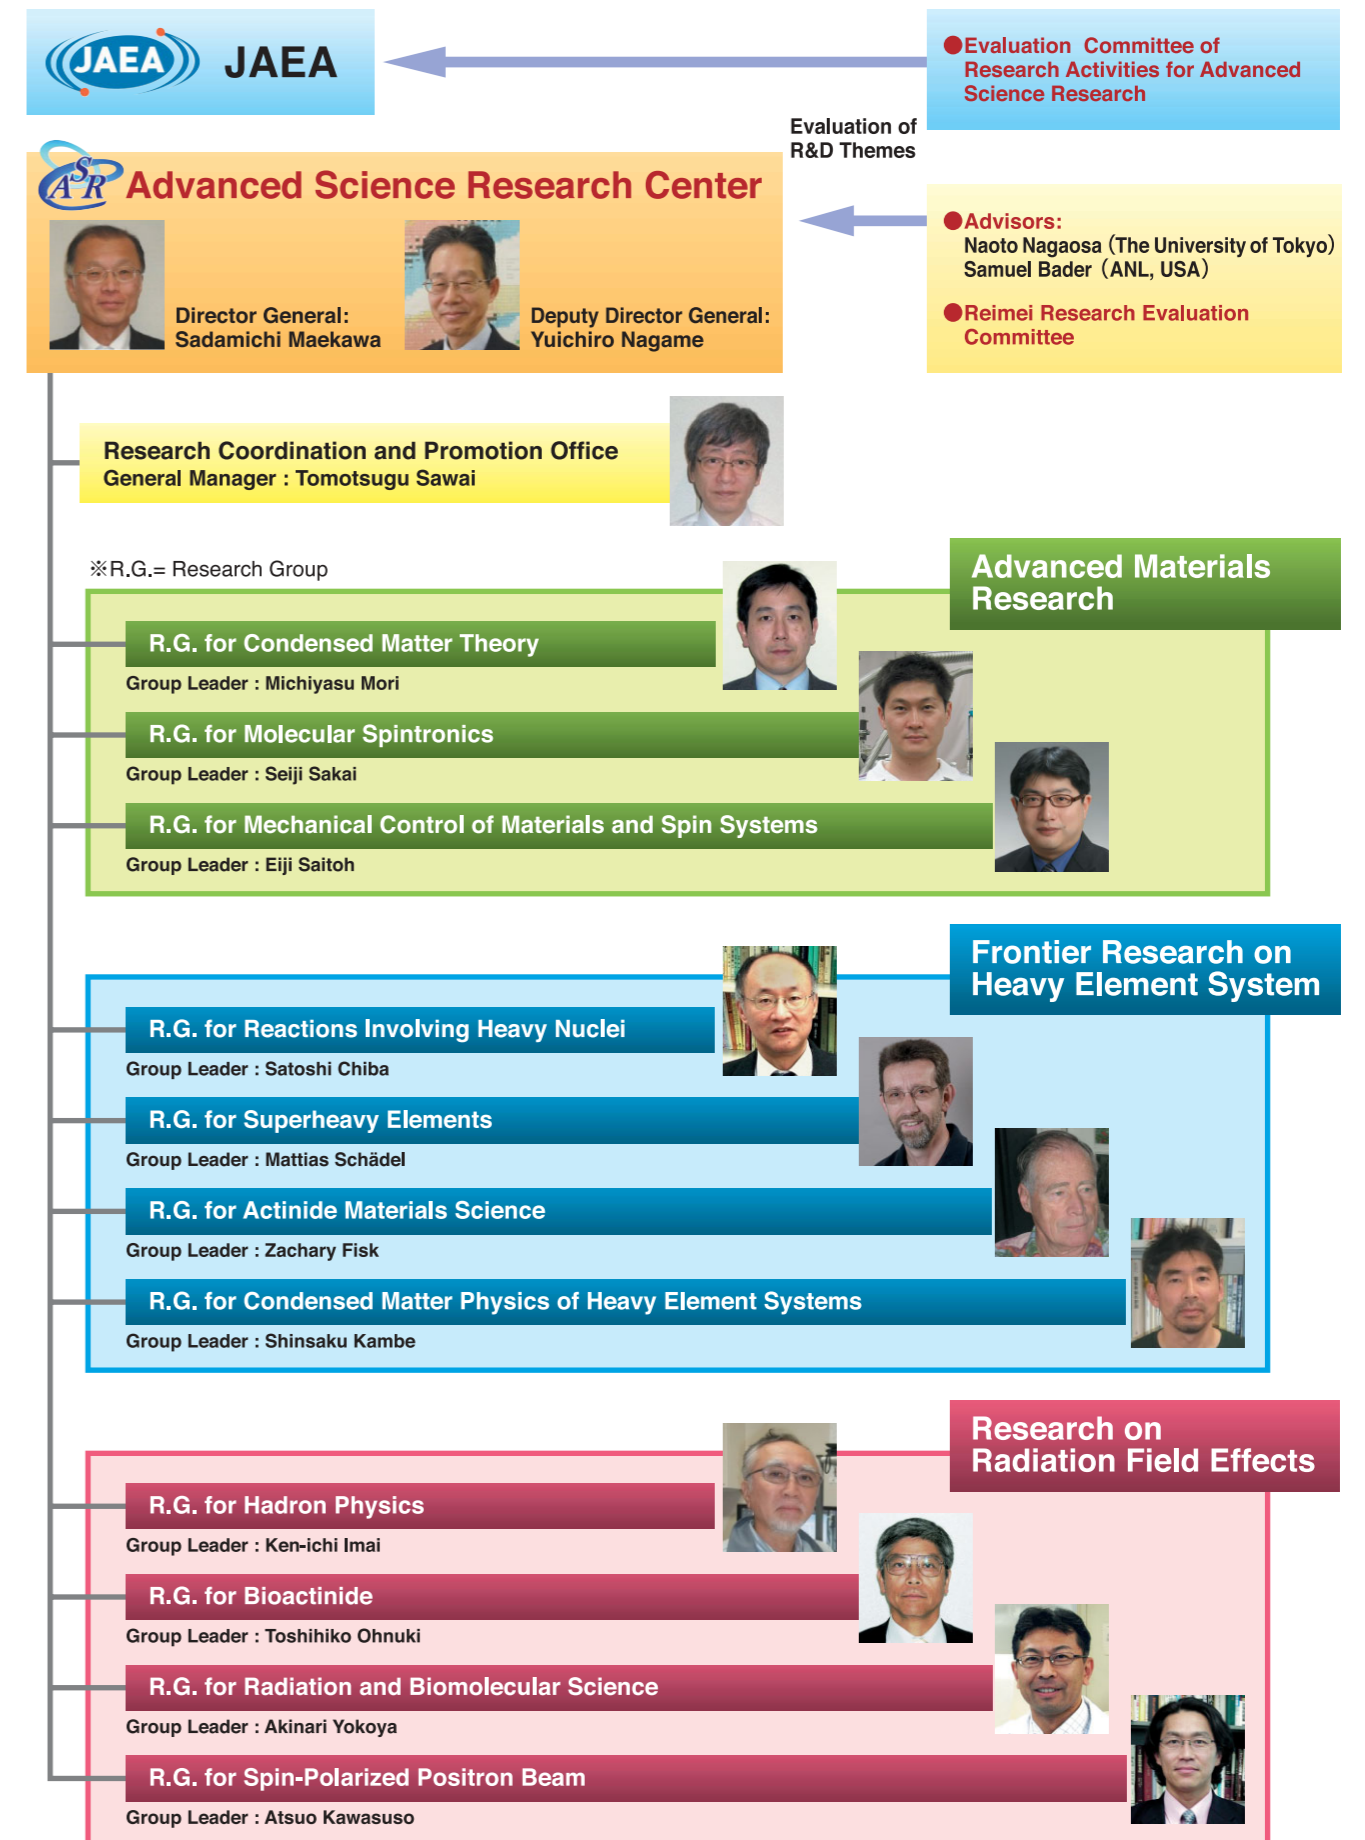 JAEA JAEA
●Evaluation Committee of
Research Activities for Advanced
Science Research
Evaluation of
R&D Themes
ASR Advanced Science Research Center
Director General:
Sadamichi Maekawa
Deputy Director General:
Yuichiro Nagame
●Advisors:
Naoto Nagaosa (The University of Tokyo)
Samuel Bader (ANL, USA)
●Reimei Research Evaluation
Committee
Research Coordination and Promotion Office
General Manager : Tomotsugu Sawai
※R.G.= Research Group
Advanced Materials
Research
R.G. for Condensed Matter Theory
Group Leader : Michiyasu Mori
R.G. for Molecular Spintronics
Group Leader : Seiji Sakai
R.G. for Mechanical Control of Materials and Spin Systems
Group Leader : Eiji Saitoh
Frontier Research on
Heavy Element System
R.G. for Reactions Involving Heavy Nuclei
Group Leader : Satoshi Chiba
R.G. for Superheavy Elements
Group Leader : Mattias Schädel
R.G. for Actinide Materials Science
Group Leader : Zachary Fisk
R.G. for Condensed Matter Physics of Heavy Element Systems
Group Leader : Shinsaku Kambe
Research on
Radiation Field Effects
R.G. for Hadron Physics
Group Leader : Ken-ichi Imai
R.G. for Bioactinide
Group Leader : Toshihiko Ohnuki
R.G. for Radiation and Biomolecular Science
Group Leader : Akinari Yokoya
R.G. for Spin-Polarized Positron Beam
Group Leader : Atsuo Kawasuso